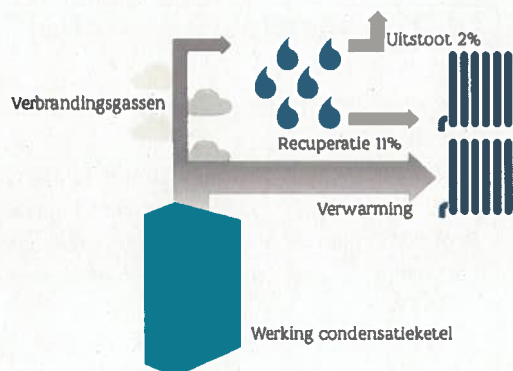 Uitstoot 2%
Verbrandingsgassen
Recuperatie 11%
Verwarming
Werking condensatieketel